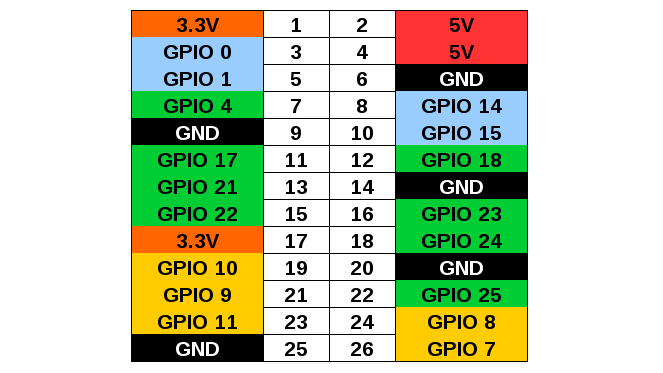 3.3V 1 2 5V
GPIO 0 3 4 5V
GPIO 1 5 6 GND
GPIO 4 7 8 GPIO 14
GND 9 10 GPIO 15
GPIO 17 11 12 GPIO 18
GPIO 21 13 14 GND
GPIO 22 15 16 GPIO 23
3.3V 17 18 GPIO 24
GPIO 10 19 20 GND
GPIO 9 21 22 GPIO 25
GPIO 11 23 24 GPIO 8
GND 25 26 GPIO 7